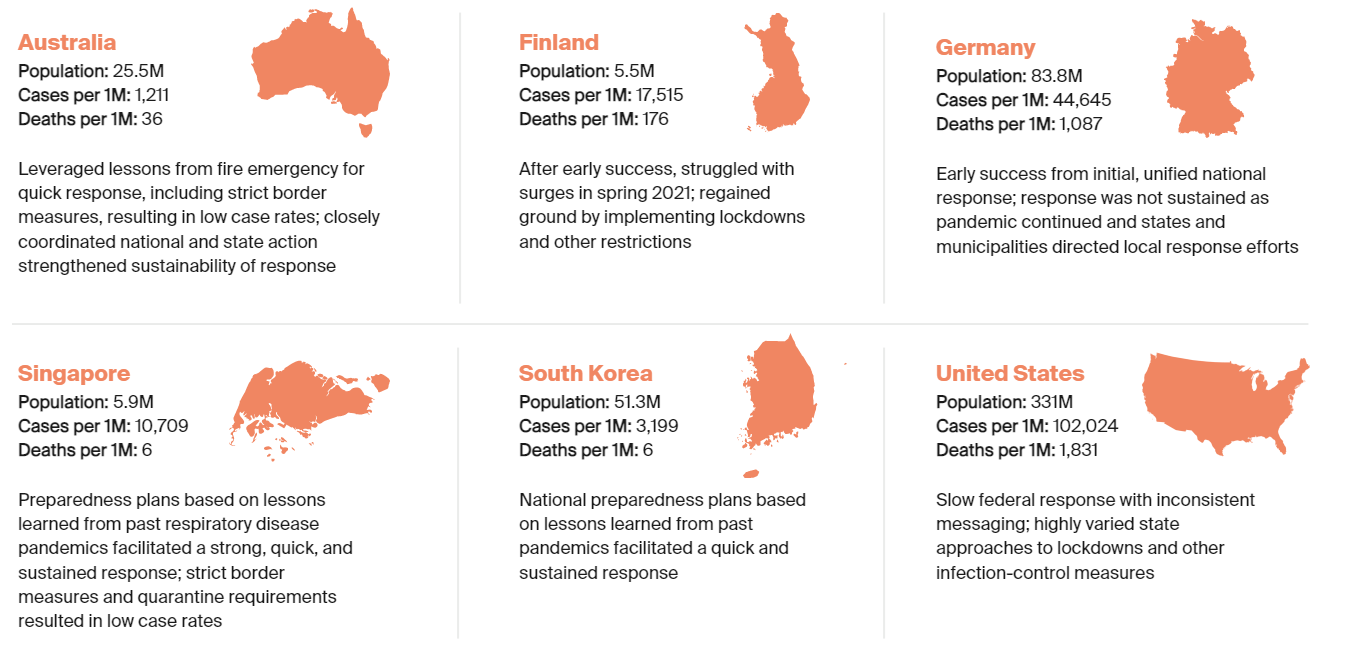 Australia
Population: 25.5M
Cases per 1M: 1,211
Deaths per 1M: 36
Leveraged lessons from fire emergency for
quick response, including strict border
measures, resulting in low case rates; closely
coordinated national and state action
strengthened sustainability of response
Finland
Population: 5.5M
Cases per 1M: 17,515
Deaths per 1M: 176
After early success, struggled with
surges in spring 2021; regained
ground by implementing lockdowns
and other restrictions
Germany
Population: 83.8M
Cases per 1M: 44,645
Deaths per 1M: 1,087
Early success from initial, unified national
response; response was not sustained as
pandemic continued and states and
municipalities directed local response efforts
Singapore
Population: 5.9M
Cases per 1M: 10,709
Deaths per 1M: 6
Preparedness plans based on lessons
learned from past respiratory disease
pandemics facilitated a strong, quick, and
sustained response; strict border
measures and quarantine requirements
resulted in low case rates
South Korea
Population: 51.3M
Cases per 1M: 3,199
Deaths per 1M: 6
National preparedness plans based
on lessons learned from past
pandemics facilitated a quick and
sustained response
United States
Population: 331M
Cases per 1M: 102,024
Deaths per 1M: 1,831
Slow federal response with inconsistent
messaging; highly varied state
approaches to lockdowns and other
infection-control measures